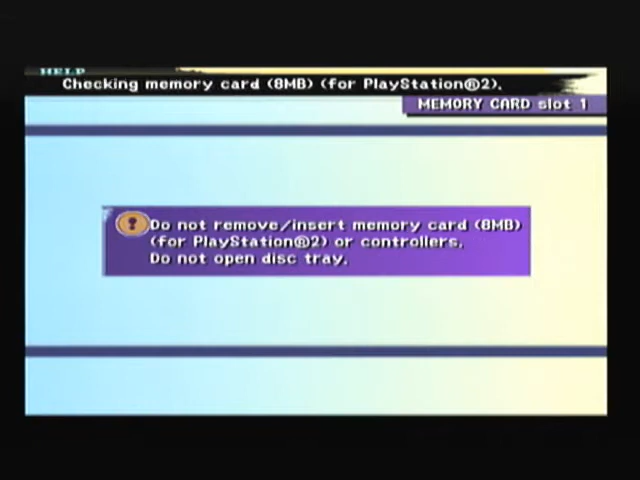 HELP
Checking memory card (8MB) (for PlayStation®2).
MEMORY CARD slot 1
Do not remove/insert memory card (8MB)
(for PlayStation®2) or controllers.
Do not open disc tray.